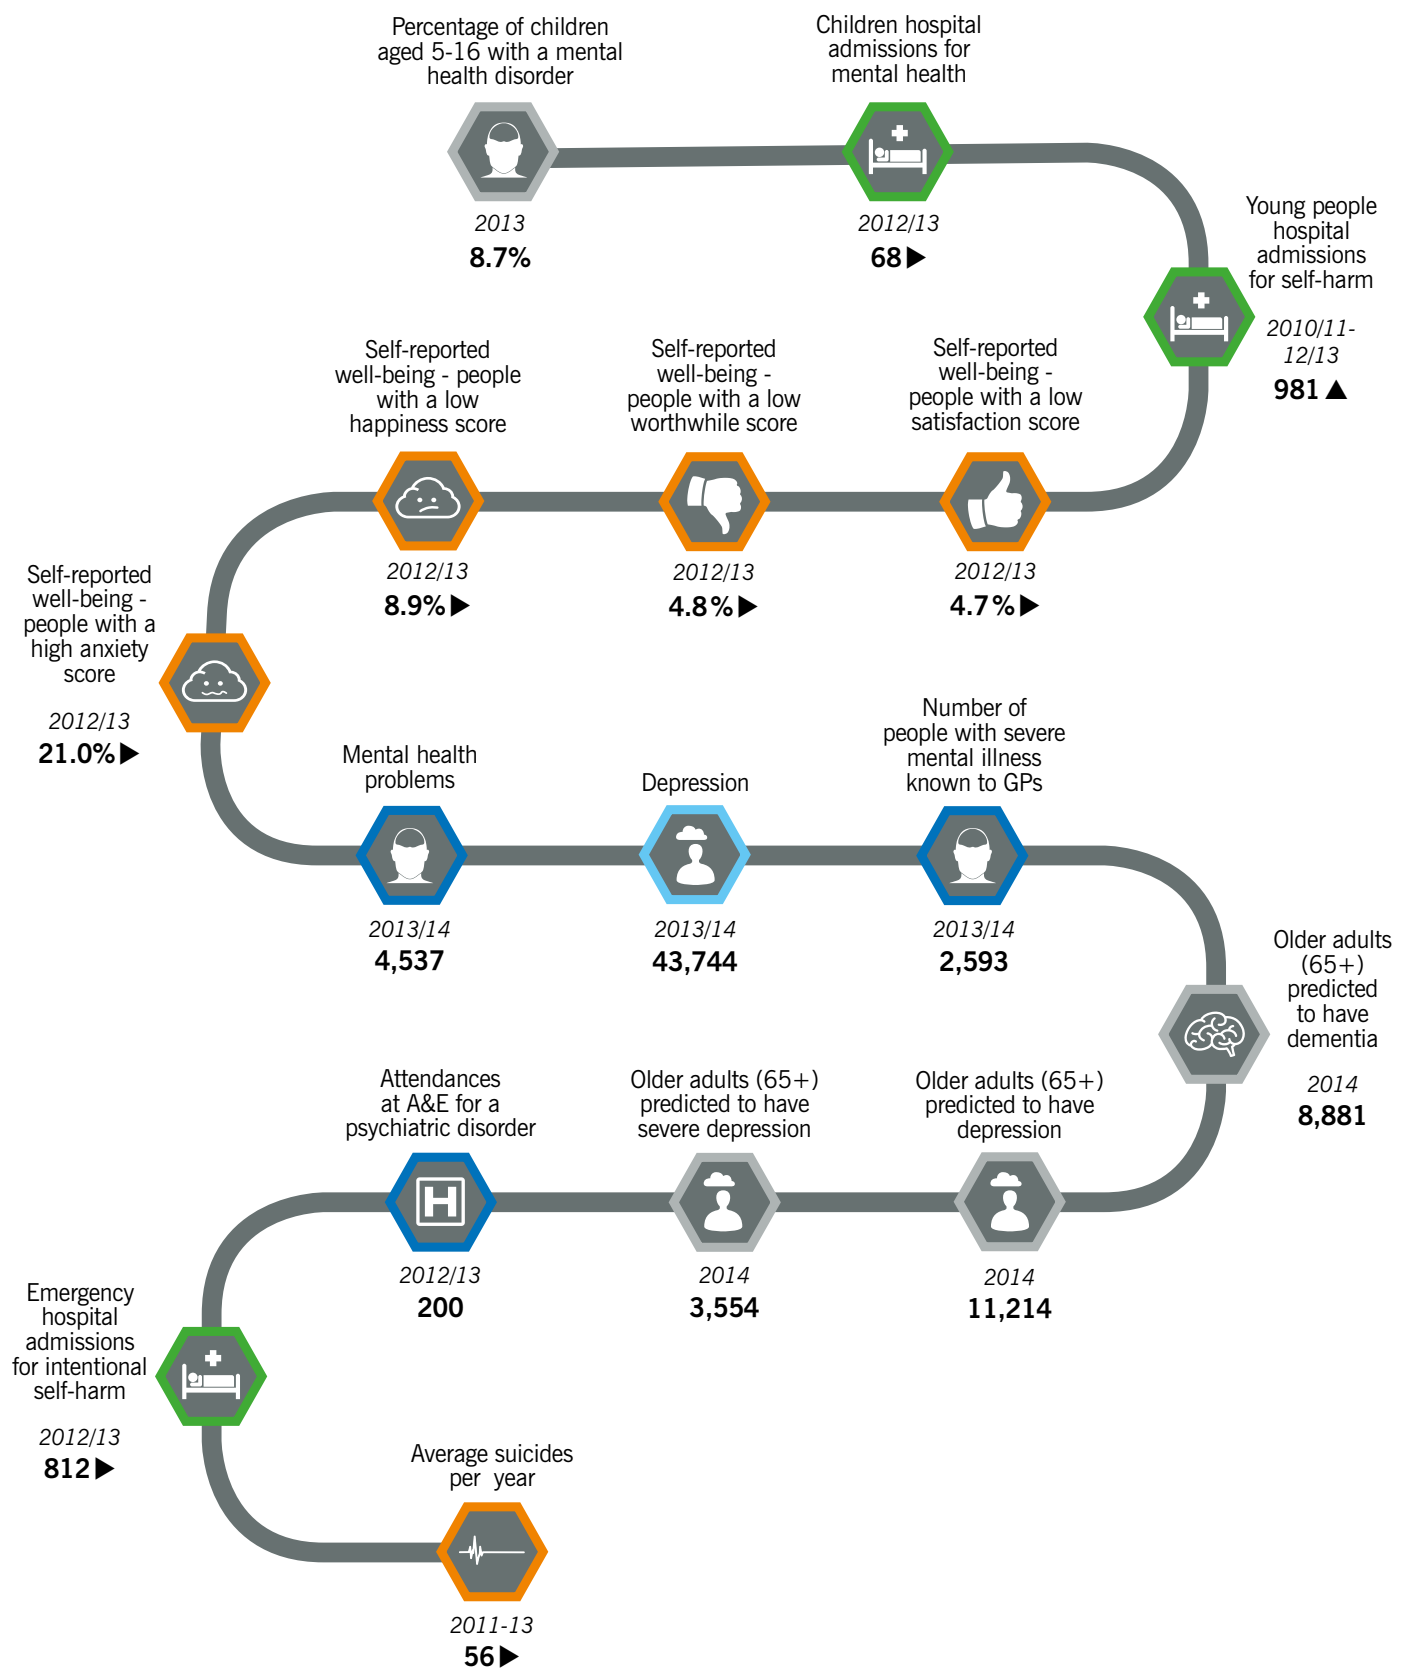 Percentage of children
aged 5-16 with a mental
health disorder
2013
8.7%
Children hospital
admissions for
mental health
2012/13
68 ▶
Young people
hospital
admissions
for self-harm
2010/11-
12/13
981 ▲
Self-reported
well-being -
people with a low
satisfaction score
2012/13
4.7% ▶
Self-reported
well-being -
people with a low
worthwhile score
2012/13
4.8% ▶
Self-reported
well-being - people
with a low
happiness score
2012/13
8.9% ▶
Self-reported
well-being -
people with a
high anxiety
score
2012/13
21.0% ▶
Mental health
problems
2013/14
4,537
Depression
2013/14
43,744
Number of
people with severe
mental illness
known to GPs
2013/14
2,593
Older adults
(65+)
predicted
to have
dementia
2014
8,881
Older adults (65+)
predicted to have
depression
2014
11,214
Older adults (65+)
predicted to have
severe depression
2014
3,554
Attendances
at A&E for a
psychiatric disorder
H
2012/13
200
Emergency
hospital
admissions
for intentional
self-harm
2012/13
812 ▶
Average suicides
per year
2011-13
56 ▶